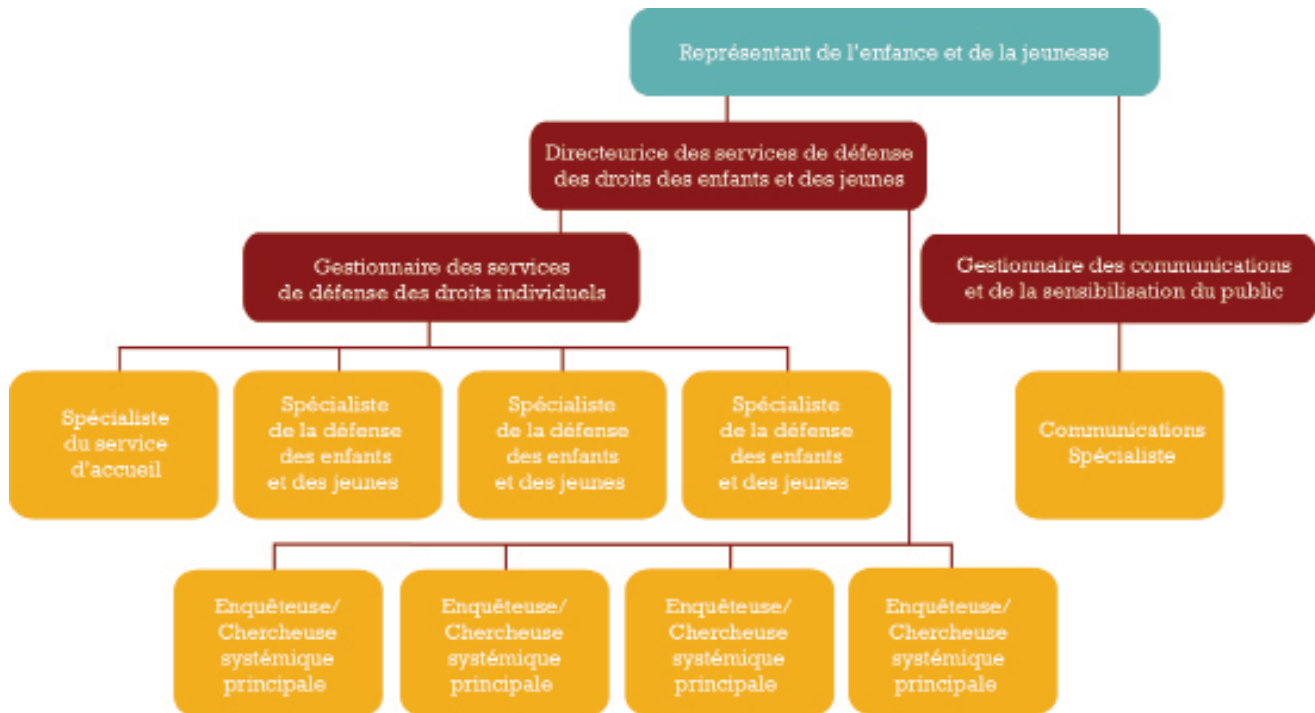 Représentant de l'enfance et de la jeunesse
Directeurice des services de défense
des droits des enfants et des jeunes
Gestionnaire des services
de défense des droits individuels
Gestionnaire des communications
et de la sensibilisation du public
Spécialiste
du service
d'accueil
Spécialiste
de la défense
des enfants
et des jeunes
Spécialiste
de la défense
des enfants
et des jeunes
Spécialiste
de la défense
des enfants
et des jeunes
Communications
Spécialiste
Enquêteuse/
Chercheuse
systémique
principale
Enquêteuse/
Chercheuse
systémique
principale
Enquêteuse/
Chercheuse
systémique
principale
Enquêteuse/
Chercheuse
systémique
principale